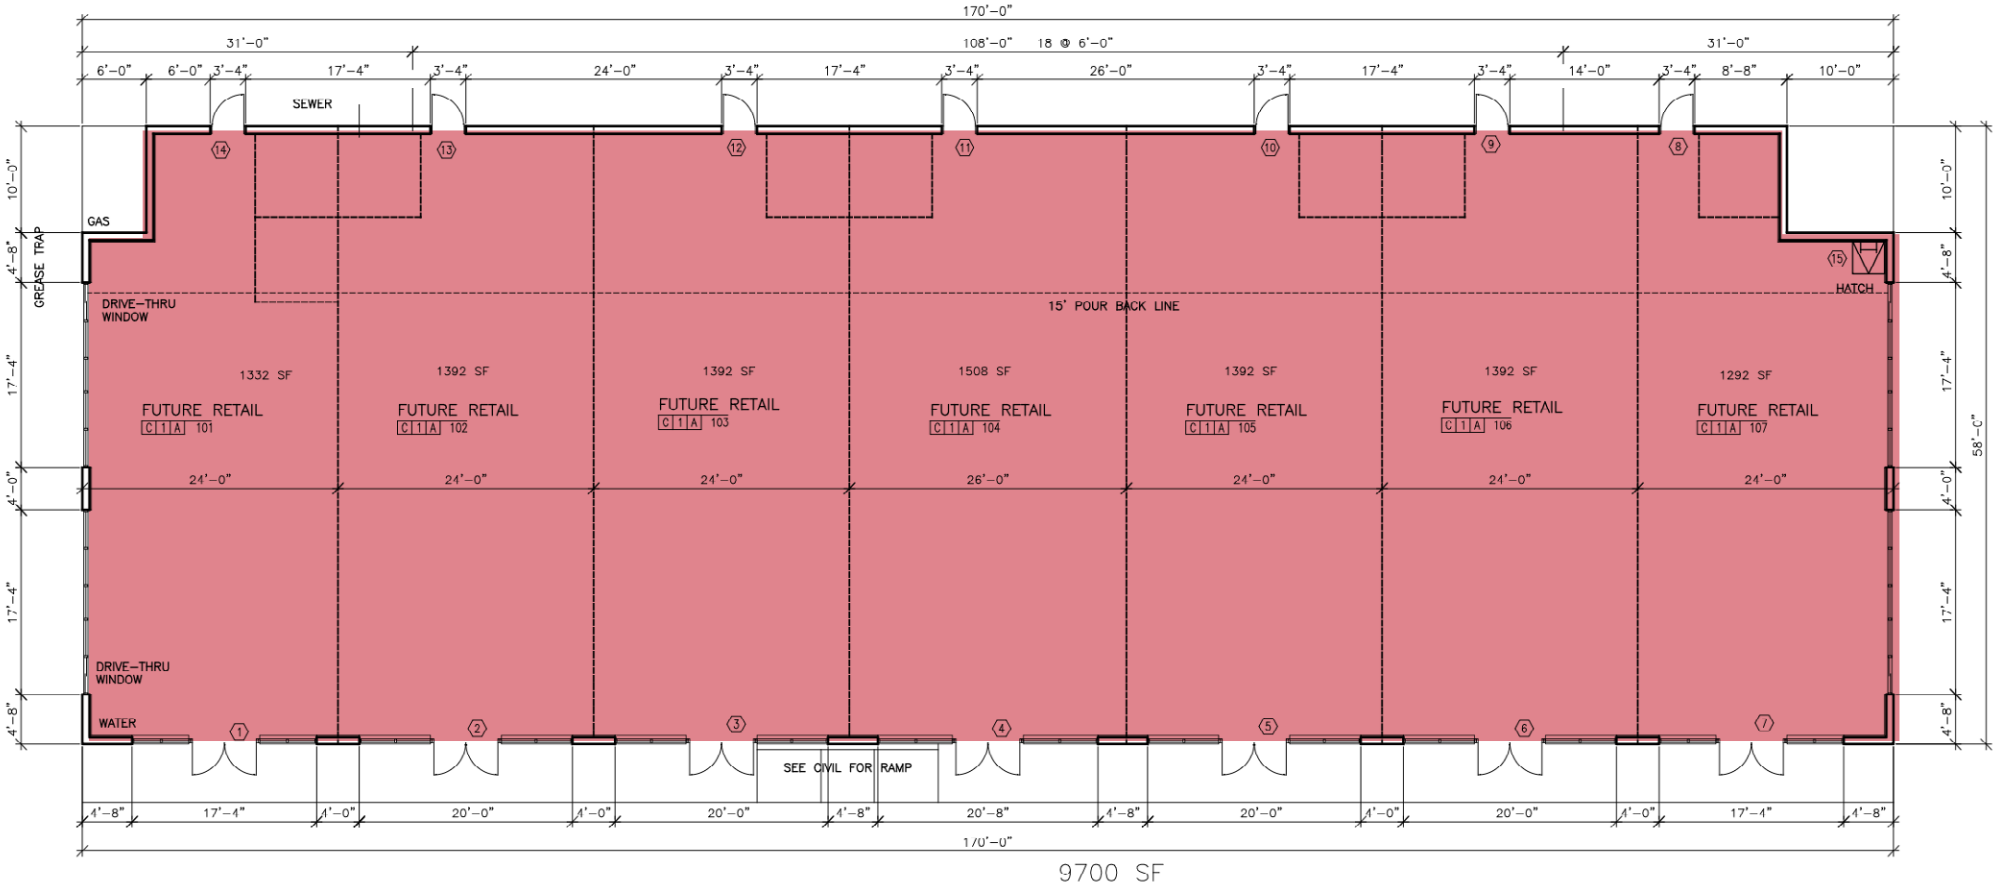 170'-0"
31'-0" 108'-0" 18 @ 6'-0" 31'-0"
6'-0" 6'-0" 3'-4" 17'-4" 3'-4" 24'-0" 3'-4" 17'-4" 3'-4" 26'-0" 3'-4" 17'-4" 3'-4" 14'-0" 3'-4" 8'-8" 10'-0"
SEWER
14 13 12 11 10 9 8
10'-0"
10'-0"
GAS
GREASE TRAP
4'-8"
4'-8"
15
HATCH
DRIVE-THRU
WINDOW
15' POUR BACK LINE
17'-4"
17'-4"
58'-0"
1332 SF
FUTURE RETAIL
C 1 A 101
1392 SF
FUTURE RETAIL
C 1 A 102
1392 SF
FUTURE RETAIL
C 1 A 103
1508 SF
FUTURE RETAIL
C 1 A 104
1392 SF
FUTURE RETAIL
C 1 A 105
1392 SF
FUTURE RETAIL
C 1 A 106
1292 SF
FUTURE RETAIL
C 1 A 107
4'-0" 24'-0" 24'-0" 24'-0" 26'-0" 24'-0" 24'-0" 24'-0" 4'-0"
17'-4"
17'-4"
DRIVE-THRU
WINDOW
4'-8"
4'-8"
WATER
1 2 3 4 5 6 7
SEE CIVIL FOR RAMP
4'-8" 17'-4" 4'-0" 20'-0" 4'-0" 20'-0" 4'-8" 20'-8" 4'-8" 20'-0" 4'-0" 20'-0" 4'-0" 17'-4" 4'-8"
170'-0"
9700 SF